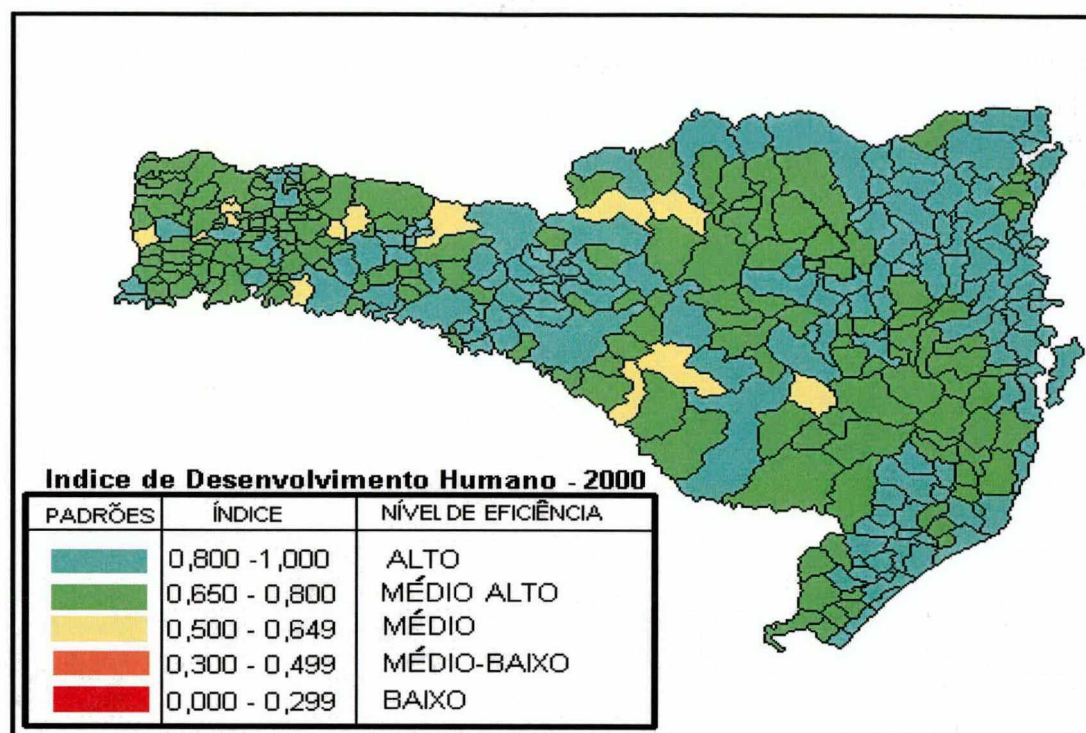 Indice de Desenvolvimento Humano - 2000
PADRÕES ÍNDICE NÍVEL DE EFICIÊNCIA
0,800 -1,000 ALTO
0,650 - 0,800 MÉDIO ALTO
0,500 - 0,649 MÉDIO
0,300 - 0,499 MÉDIO-BAIXO
0,000 - 0,299 BAIXO